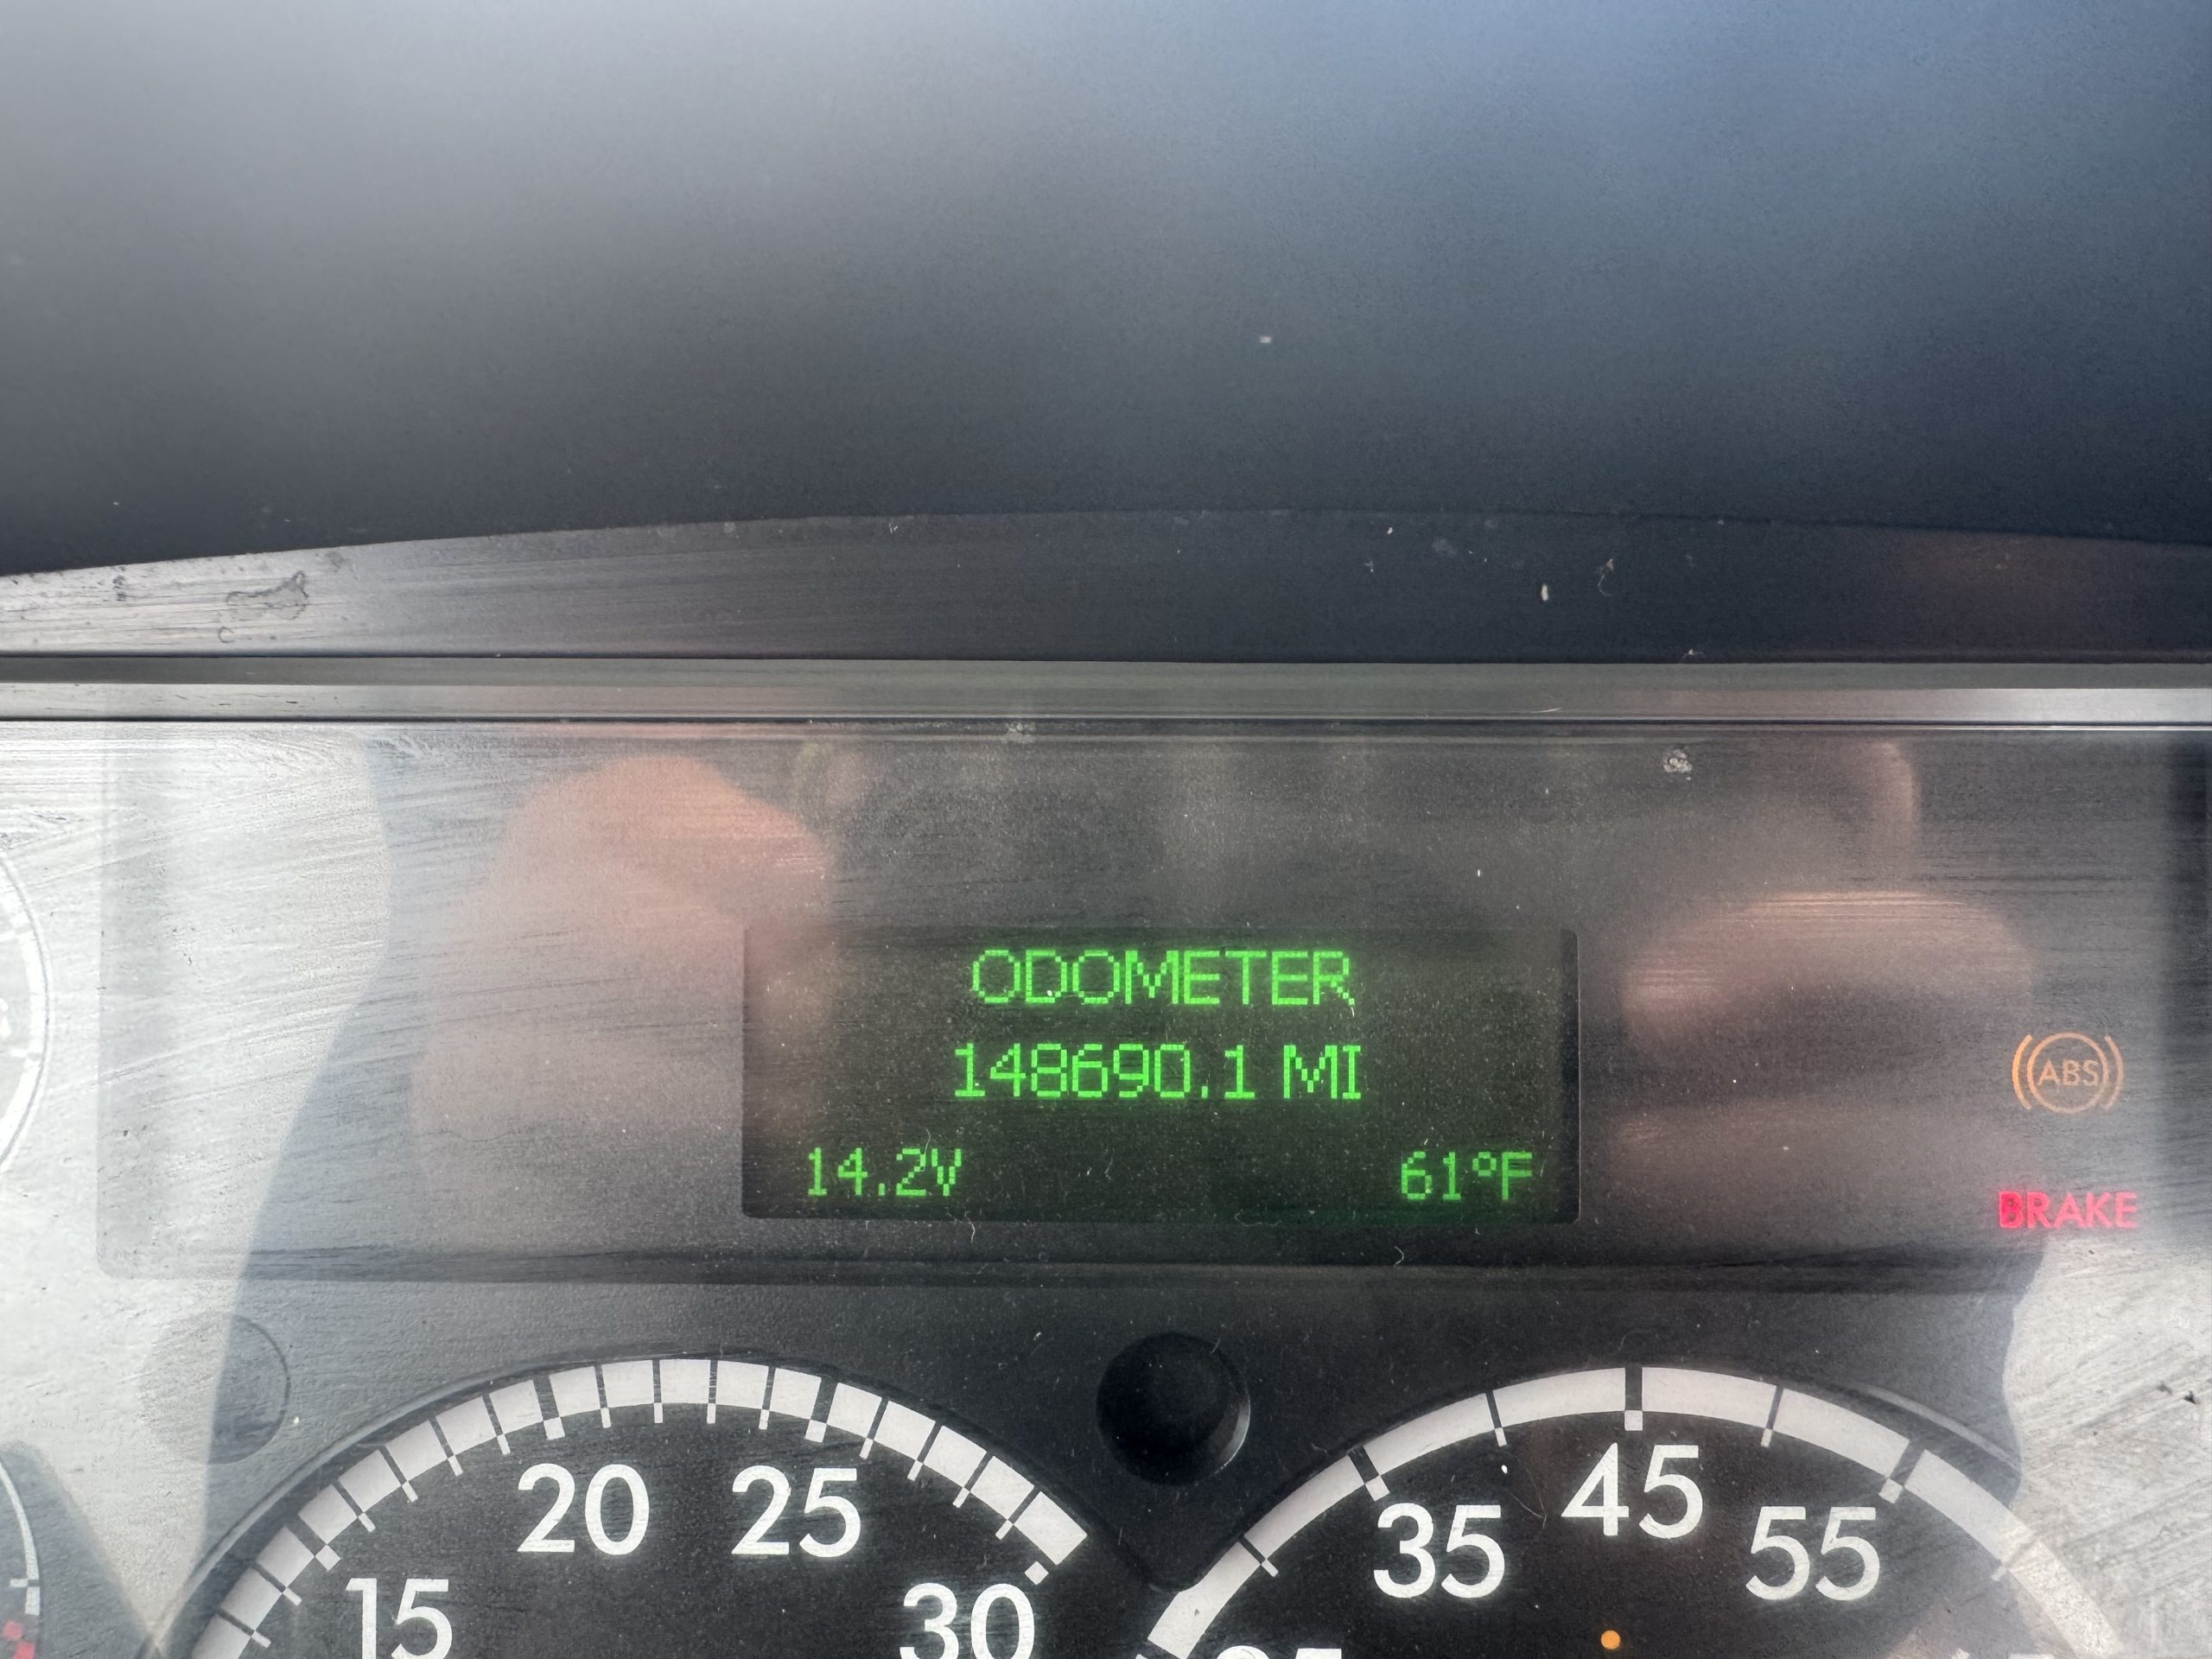 ODOMETER
148690.1 MI
14.2V 61°F
ABS
BRAKE
15 20 25 30
35 45 55